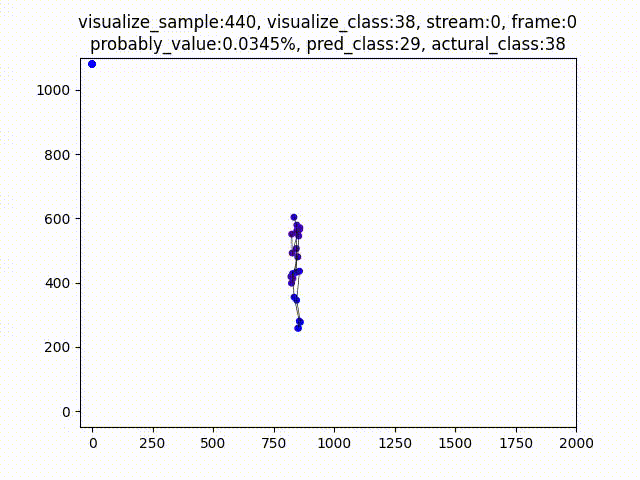 visualize_sample:440, visualize_class:38, stream:0, frame:0
probably_value:0.0345%, pred_class:29, actural_class:38
1000
800
600
400
200
0
0 250 500 750 1000 1250 1500 1750 2000